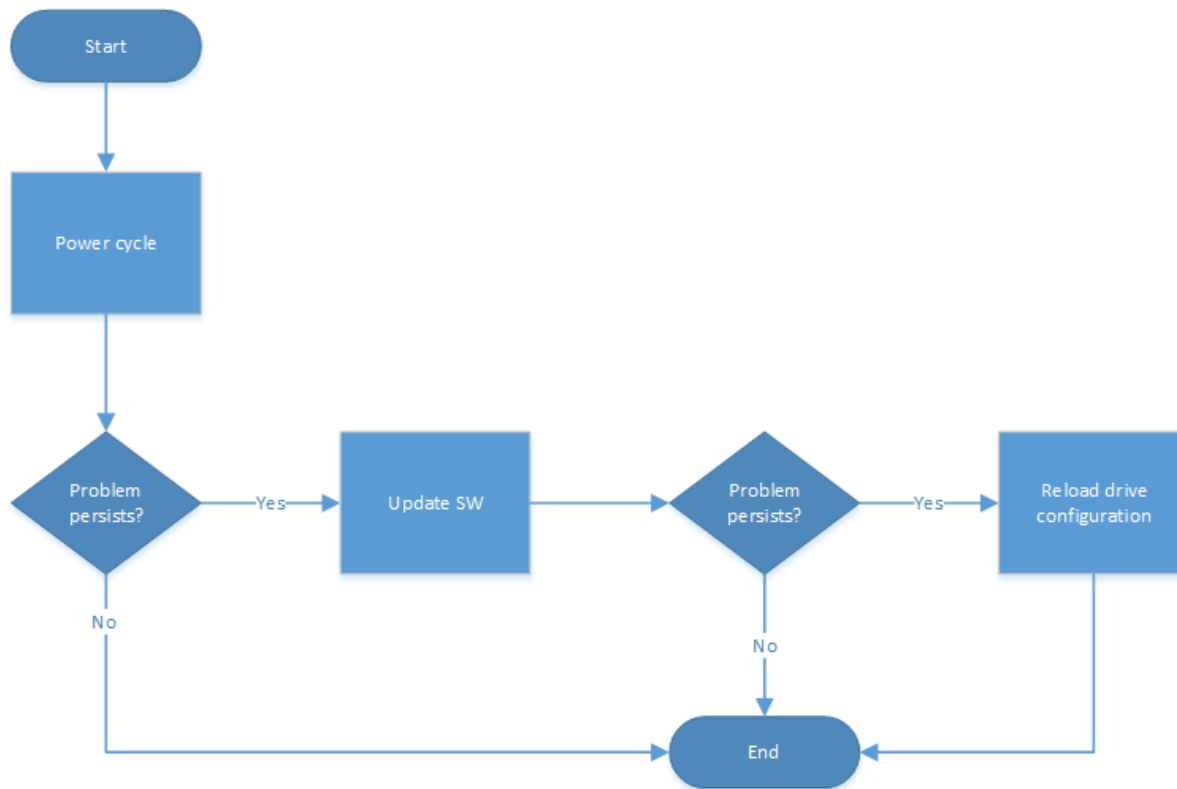 Start
Power cycle
Problem
persists?
Yes
Update SW
Problem
persists?
Yes
Reload drive
configuration
No
No
End